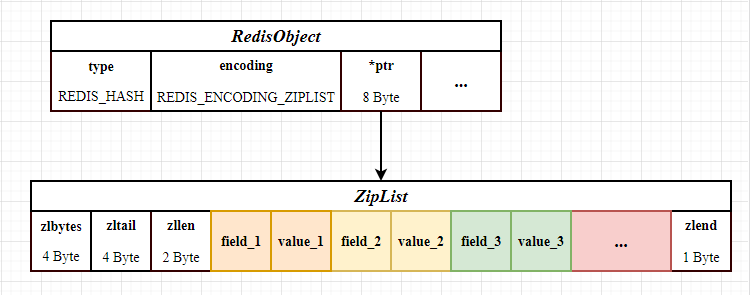 RedisObject
type encoding *ptr ...
REDIS_HASH REDIS_ENCODING_ZIPLIST 8 Byte
ZipList
zlbytes zltail zllen field_1 value_1 field_2 value_2 field_3 value_3 ... zlend
4 Byte 4 Byte 2 Byte 1 Byte